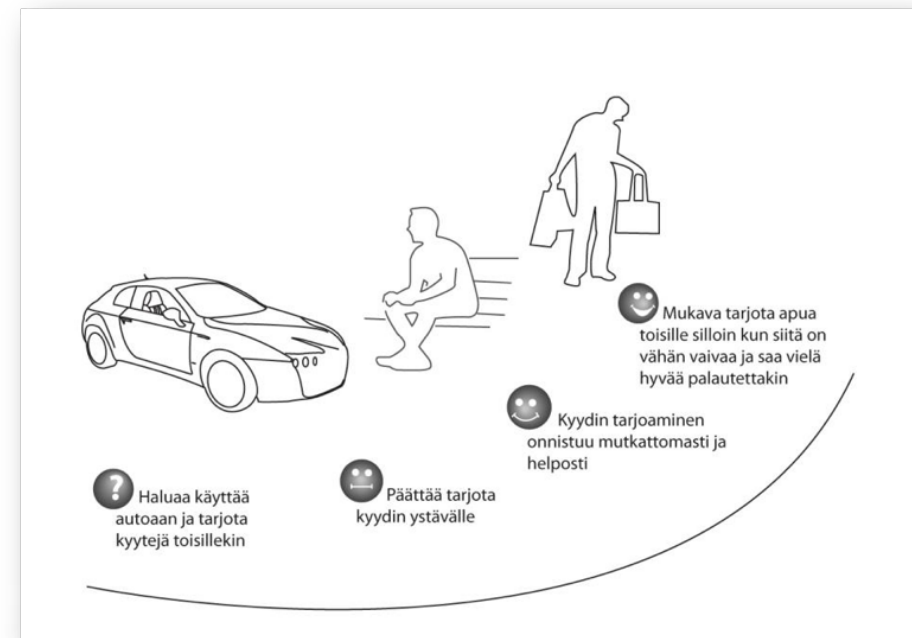 Haluaa käyttää
autoaan ja tarjota
kyytejä toisillekin
Päättää tarjota
kyydin ystävälle
Kyydin tarjoaminen
onnistuu mutkattomasti ja
helposti
Mukava tarjota apua
toisille silloin kun siitä on
vähän vaivaa ja saa vielä
hyvää palautettakin